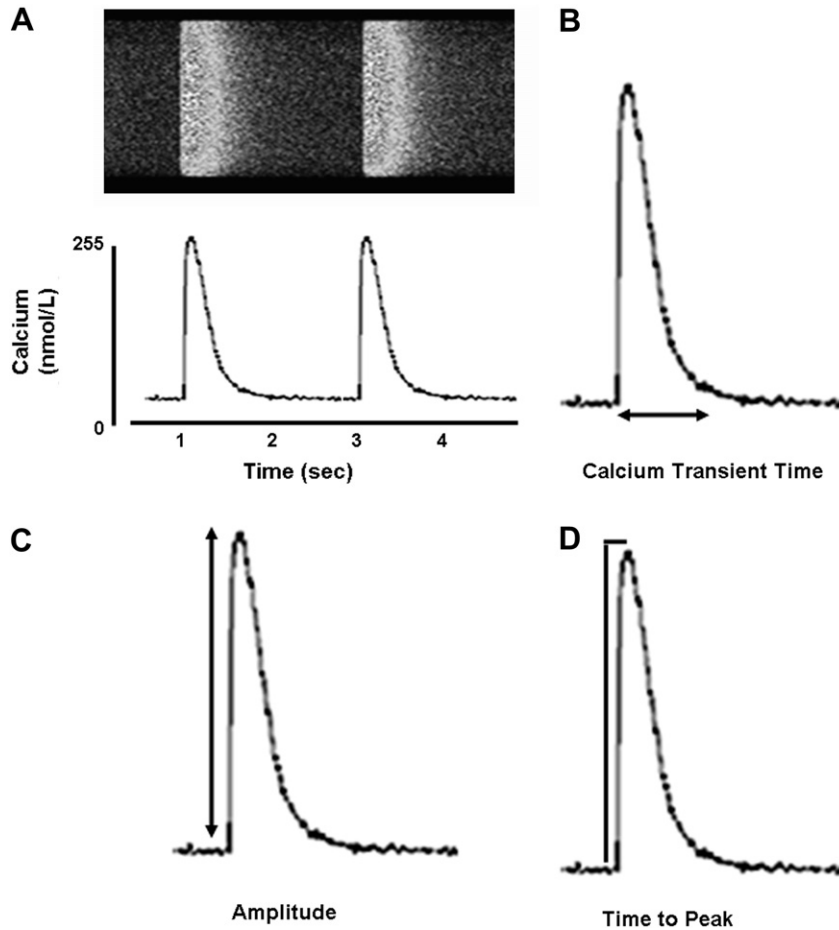 A
B
255
Calcium
(nmol/L)
0
1 2 3 4
Time (sec)
Calcium Transient Time
C
D
Amplitude
Time to Peak